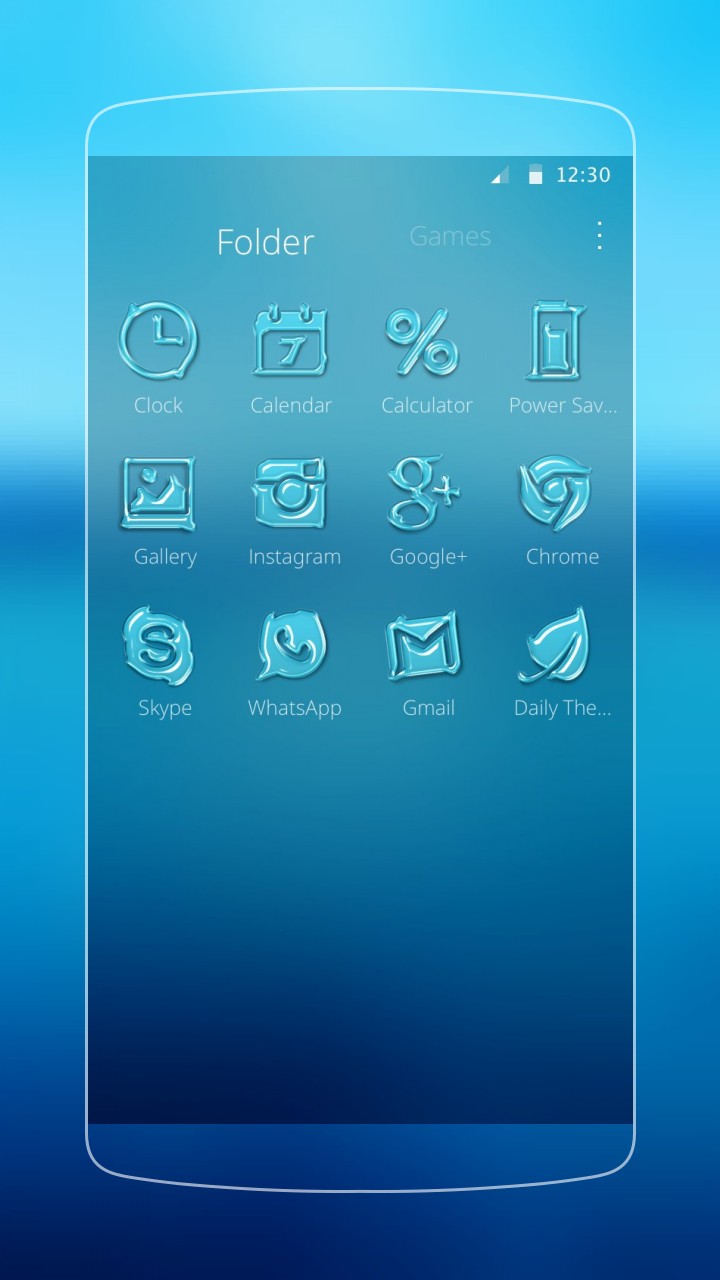 12:30
Folder Games
Clock Calendar Calculator Power Sav...
7
Gallery Instagram Google+ Chrome
g+
S
Skype WhatsApp Gmail Daily The...